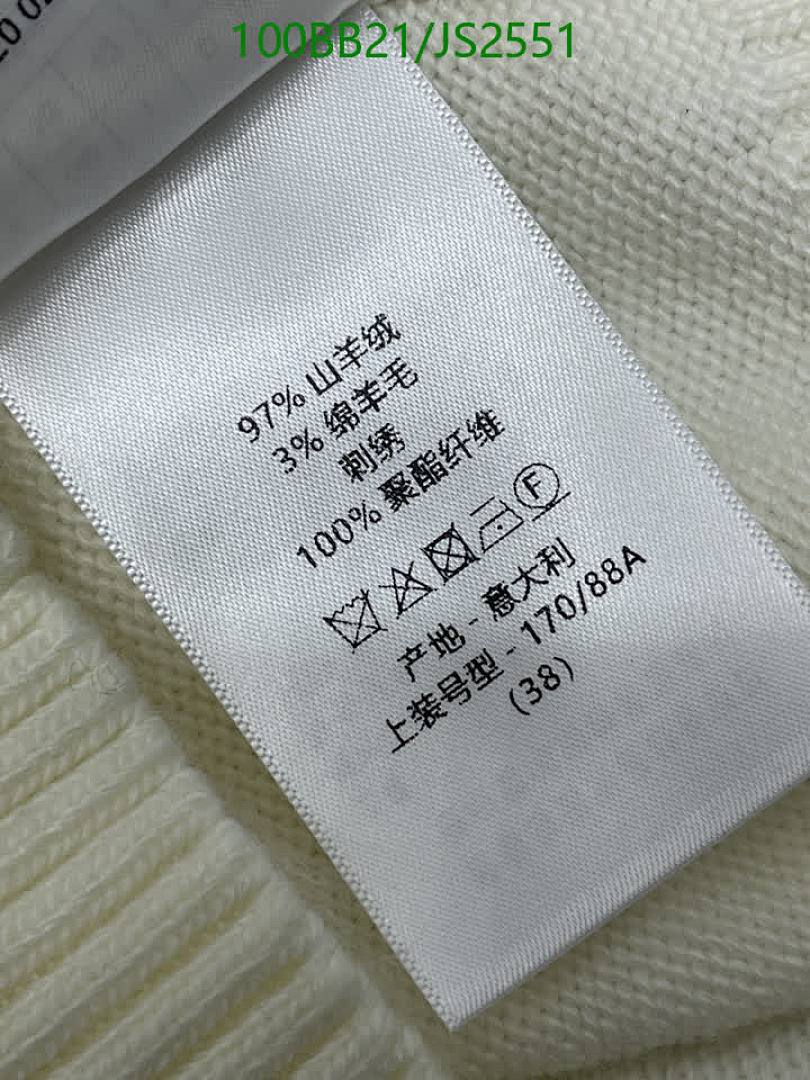 100BB21/JS2551
97% 山羊绒
3% 绵羊毛
刺绣
100% 聚酯纤维
F
产地 - 意大利
上装号型 - 170/88A
(38)